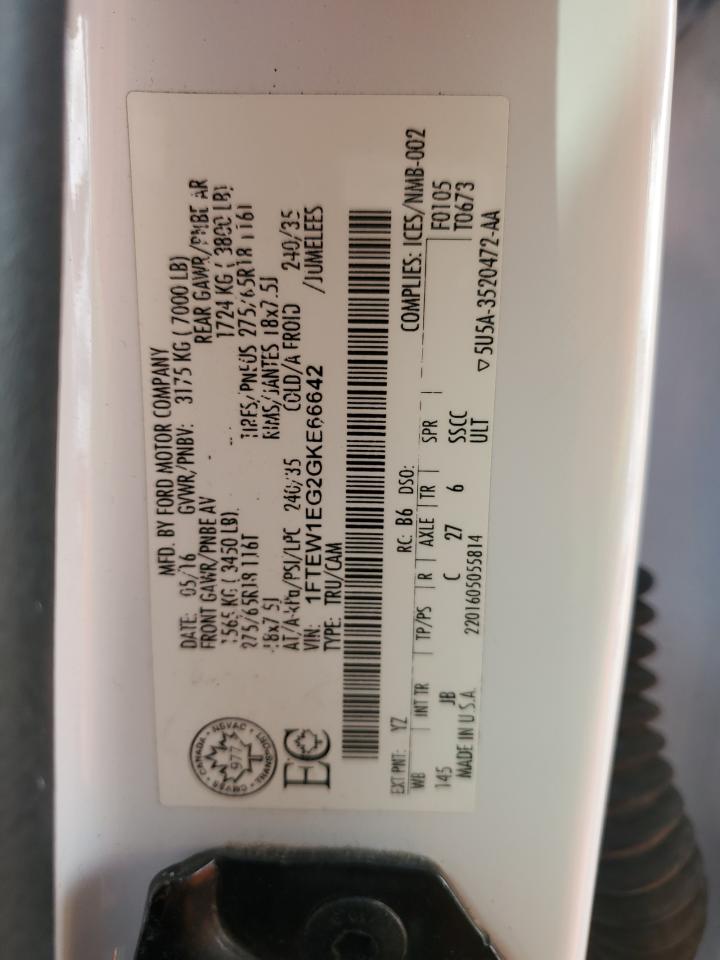 MFD. BY FORD MOTOR COMPANY
DATE: 05/16 GVWR/PNBV: 3175 KG ( 7000 LB)
FRONT GAWR/PNBE AV REAR GAWR/PNBE AR
1565 KG ( 3450 LB) 1724 KG ( 3800 LB)
275/65R18 116T TIRES/PNEUS 275/65R18 116T
18x7.5J RIMS/JANTES 18x7.5J
AT/A kPa/PSI/LPC 240/35 COLD/A FROID 240/35
VIN: 1FTEW1EG2GKE66642 /JUMELEES
TYPE: TRU/CAM
CANADA
977
EXT PNT: YZ RC: B6 DSO: COMPLIES: ICES/NMB-002
WB INT TR TP/PS R AXLE TR SPR F0105
145 JB C 27 6 SSCC T0673
MADE IN U.S.A. 2201605055814 ULT ▽ 5U5A-3520472-AA